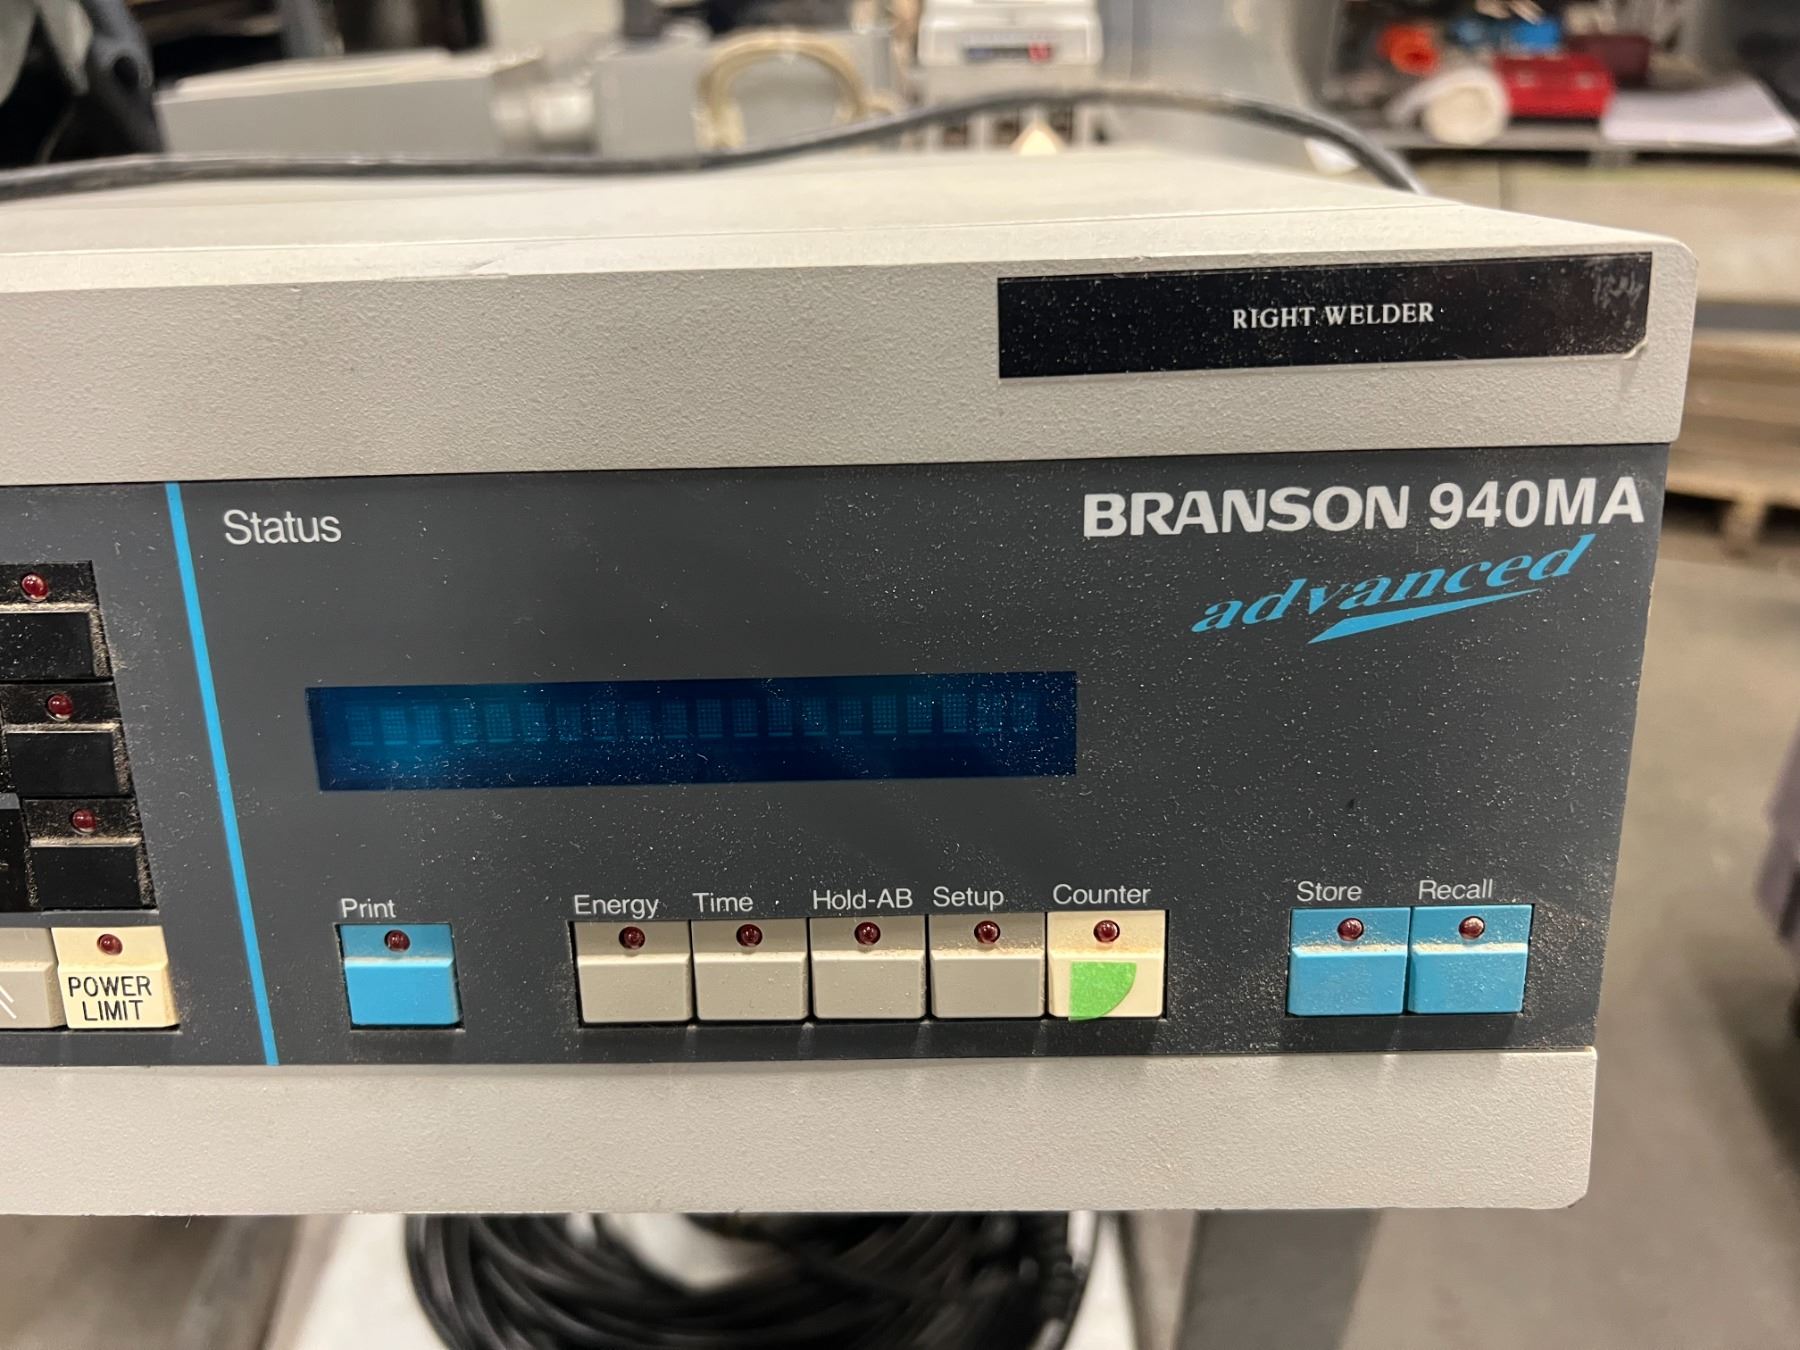 RIGHT WELDER
Status
BRANSON 940MA
advanced
Print
Energy
Time
Hold-AB
Setup
Counter
Store
Recall
POWER
LIMIT